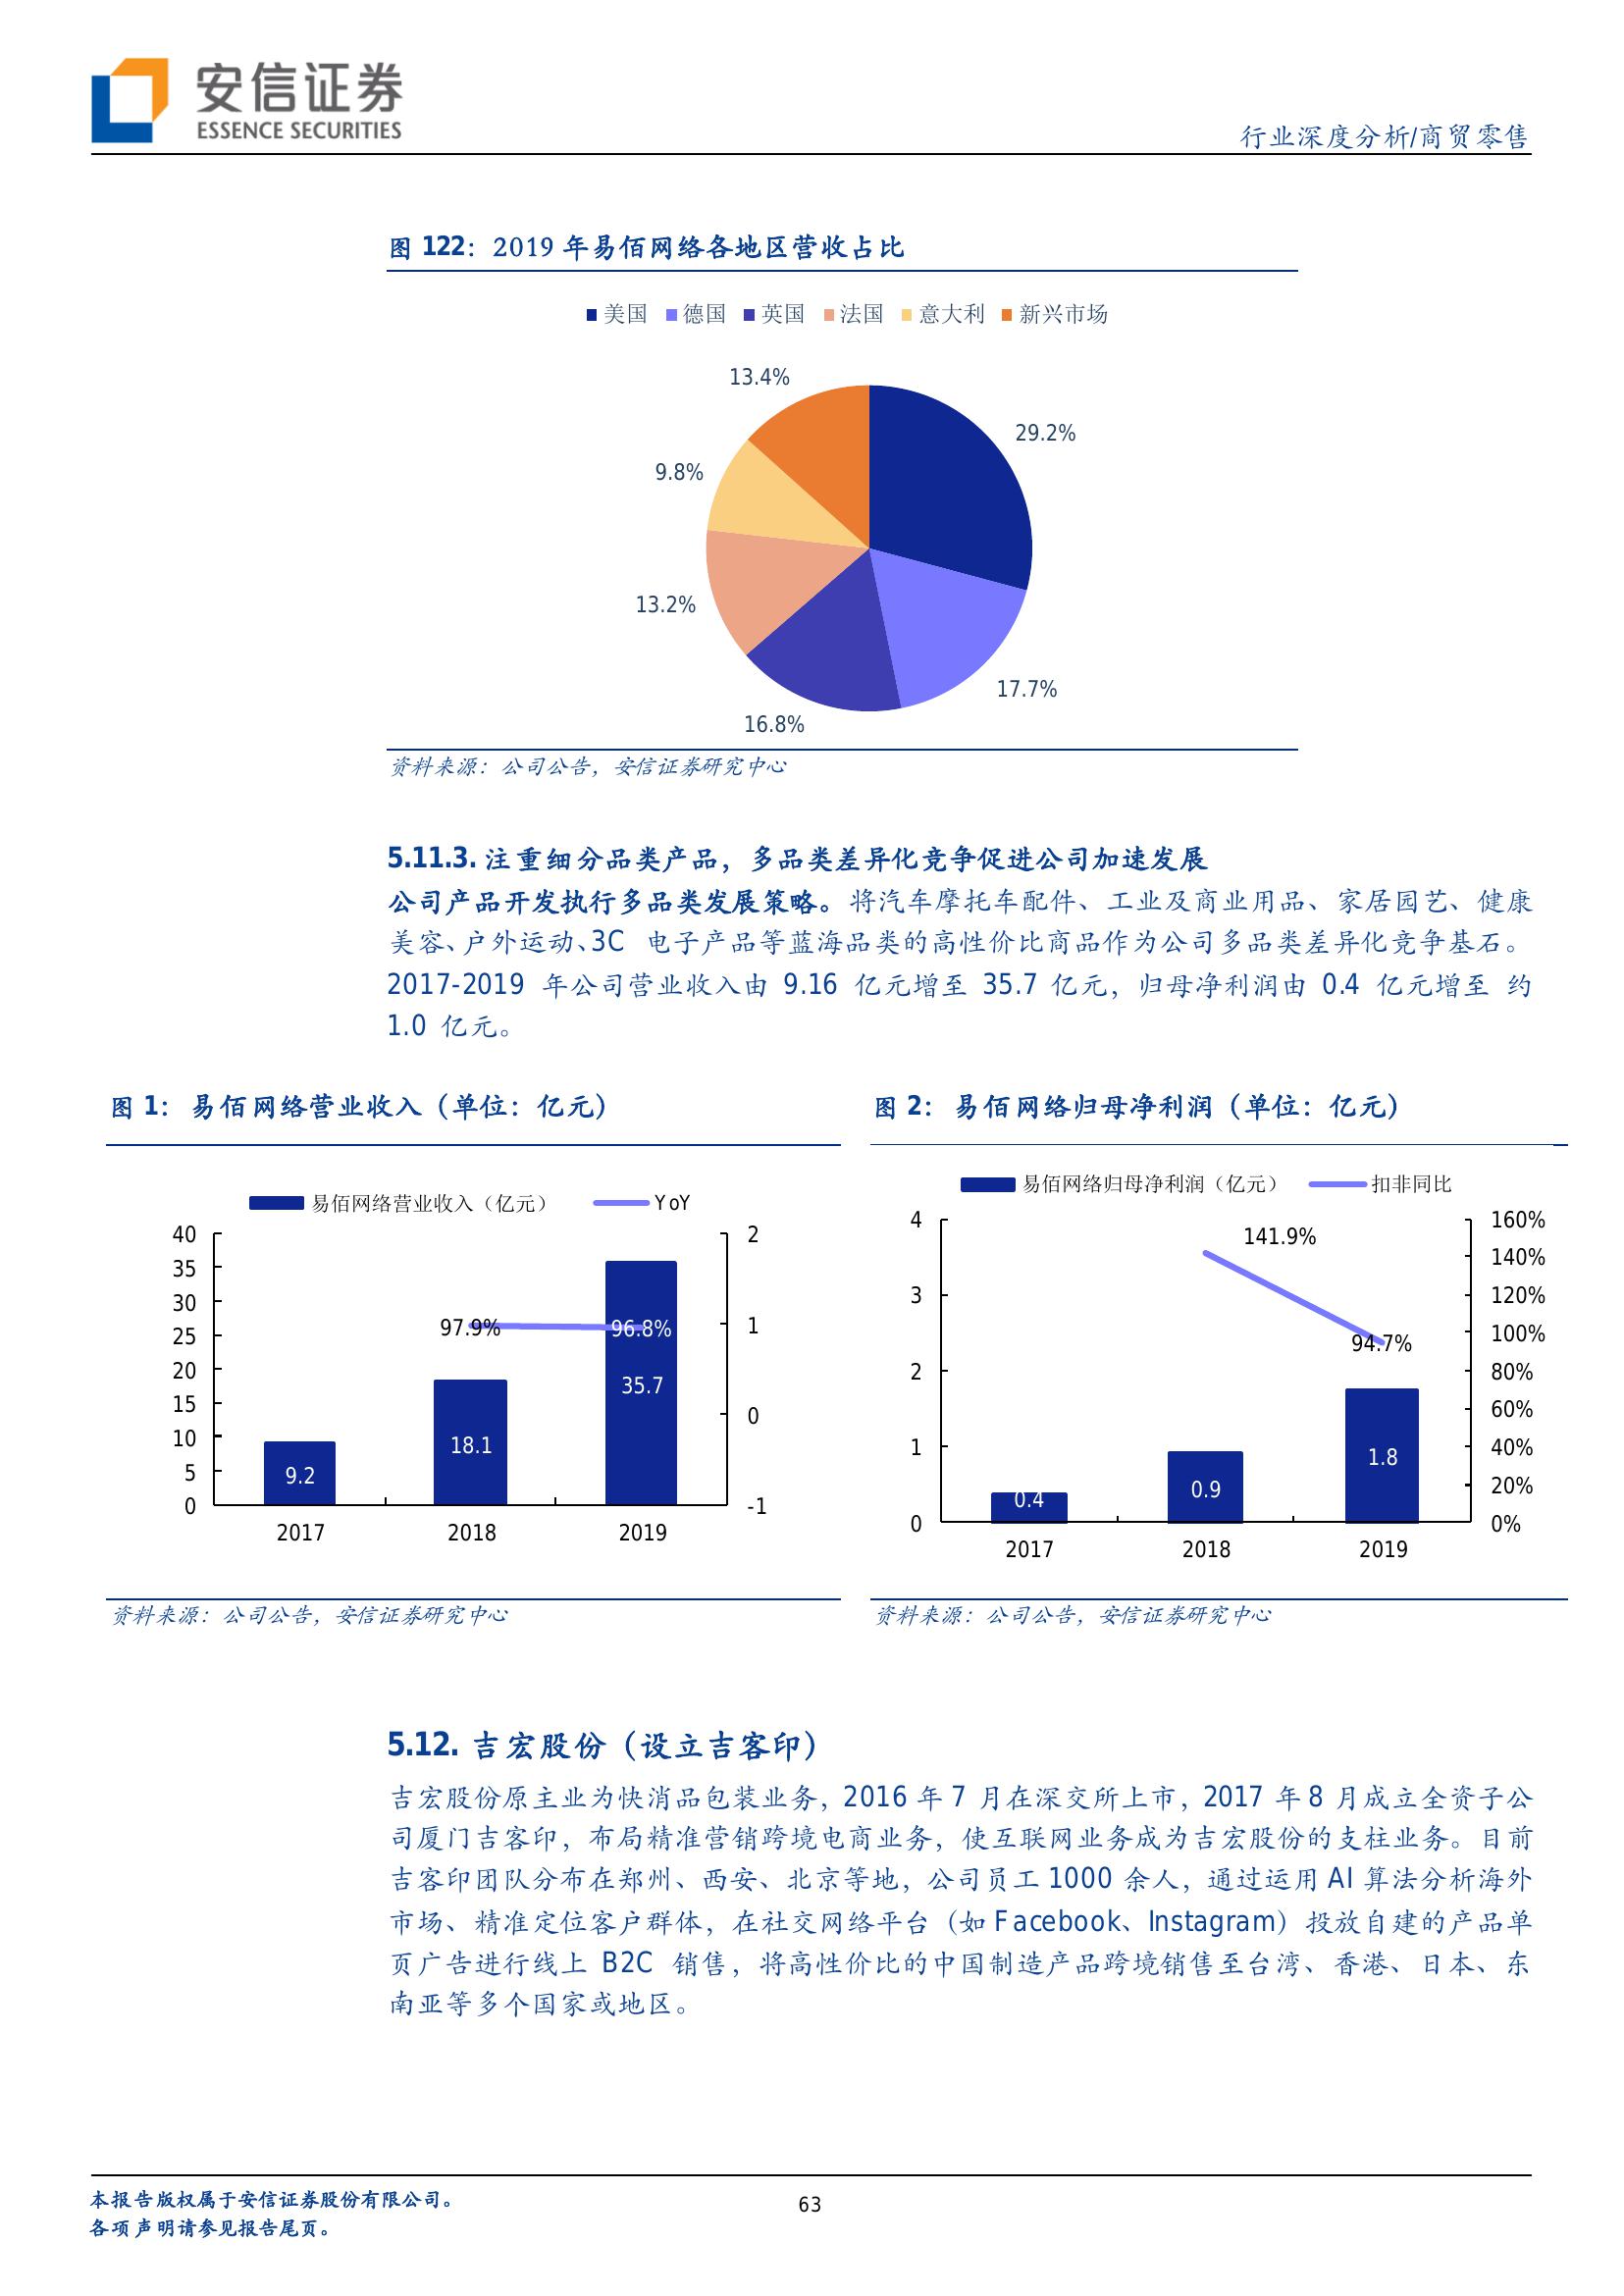 安信证券
ESSENCE SECURITIES
行业深度分析/商贸零售
图 122：2019 年易佰网络各地区营收占比
美国 德国 英国 法国 意大利 新兴市场
13.4%
29.2%
9.8%
13.2%
17.7%
16.8%
资料来源：公司公告，安信证券研究中心
5.11.3. 注重细分品类产品，多品类差异化竞争促进公司加速发展
公司产品开发执行多品类发展策略。将汽车摩托车配件、工业及商业用品、家居园艺、健康
美容、户外运动、3C 电子产品等蓝海品类的高性价比商品作为公司多品类差异化竞争基石。
2017-2019 年公司营业收入由 9.16 亿元增至 35.7 亿元，归母净利润由 0.4 亿元增至 约
1.0 亿元。
图 1： 易佰网络营业收入（单位：亿元）
易佰网络营业收入（亿元） YoY
40
35
30
25
20
15
10
5
0
2
1
0
-1
97.9%
96.8%
35.7
18.1
9.2
2017 2018 2019
资料来源：公司公告，安信证券研究中心
图 2： 易佰网络归母净利润（单位：亿元）
易佰网络归母净利润（亿元） 扣非同比
4
3
2
1
0
160%
140%
120%
100%
80%
60%
40%
20%
0%
141.9%
94.7%
1.8
0.9
0.4
2017 2018 2019
资料来源：公司公告，安信证券研究中心
5.12. 吉宏股份（设立吉客印）
吉宏股份原主业为快消品包装业务，2016 年 7 月在深交所上市，2017 年 8 月成立全资子公
司厦门吉客印，布局精准营销跨境电商业务，使互联网业务成为吉宏股份的支柱业务。目前
吉客印团队分布在郑州、西安、北京等地，公司员工 1000 余人，通过运用 AI 算法分析海外
市场、精准定位客户群体，在社交网络平台（如 Facebook、Instagram）投放自建的产品单
页广告进行线上 B2C 销售，将高性价比的中国制造产品跨境销售至台湾、香港、日本、东
南亚等多个国家或地区。
本报告版权属于安信证券股份有限公司。
各项声明请参见报告尾页。
63